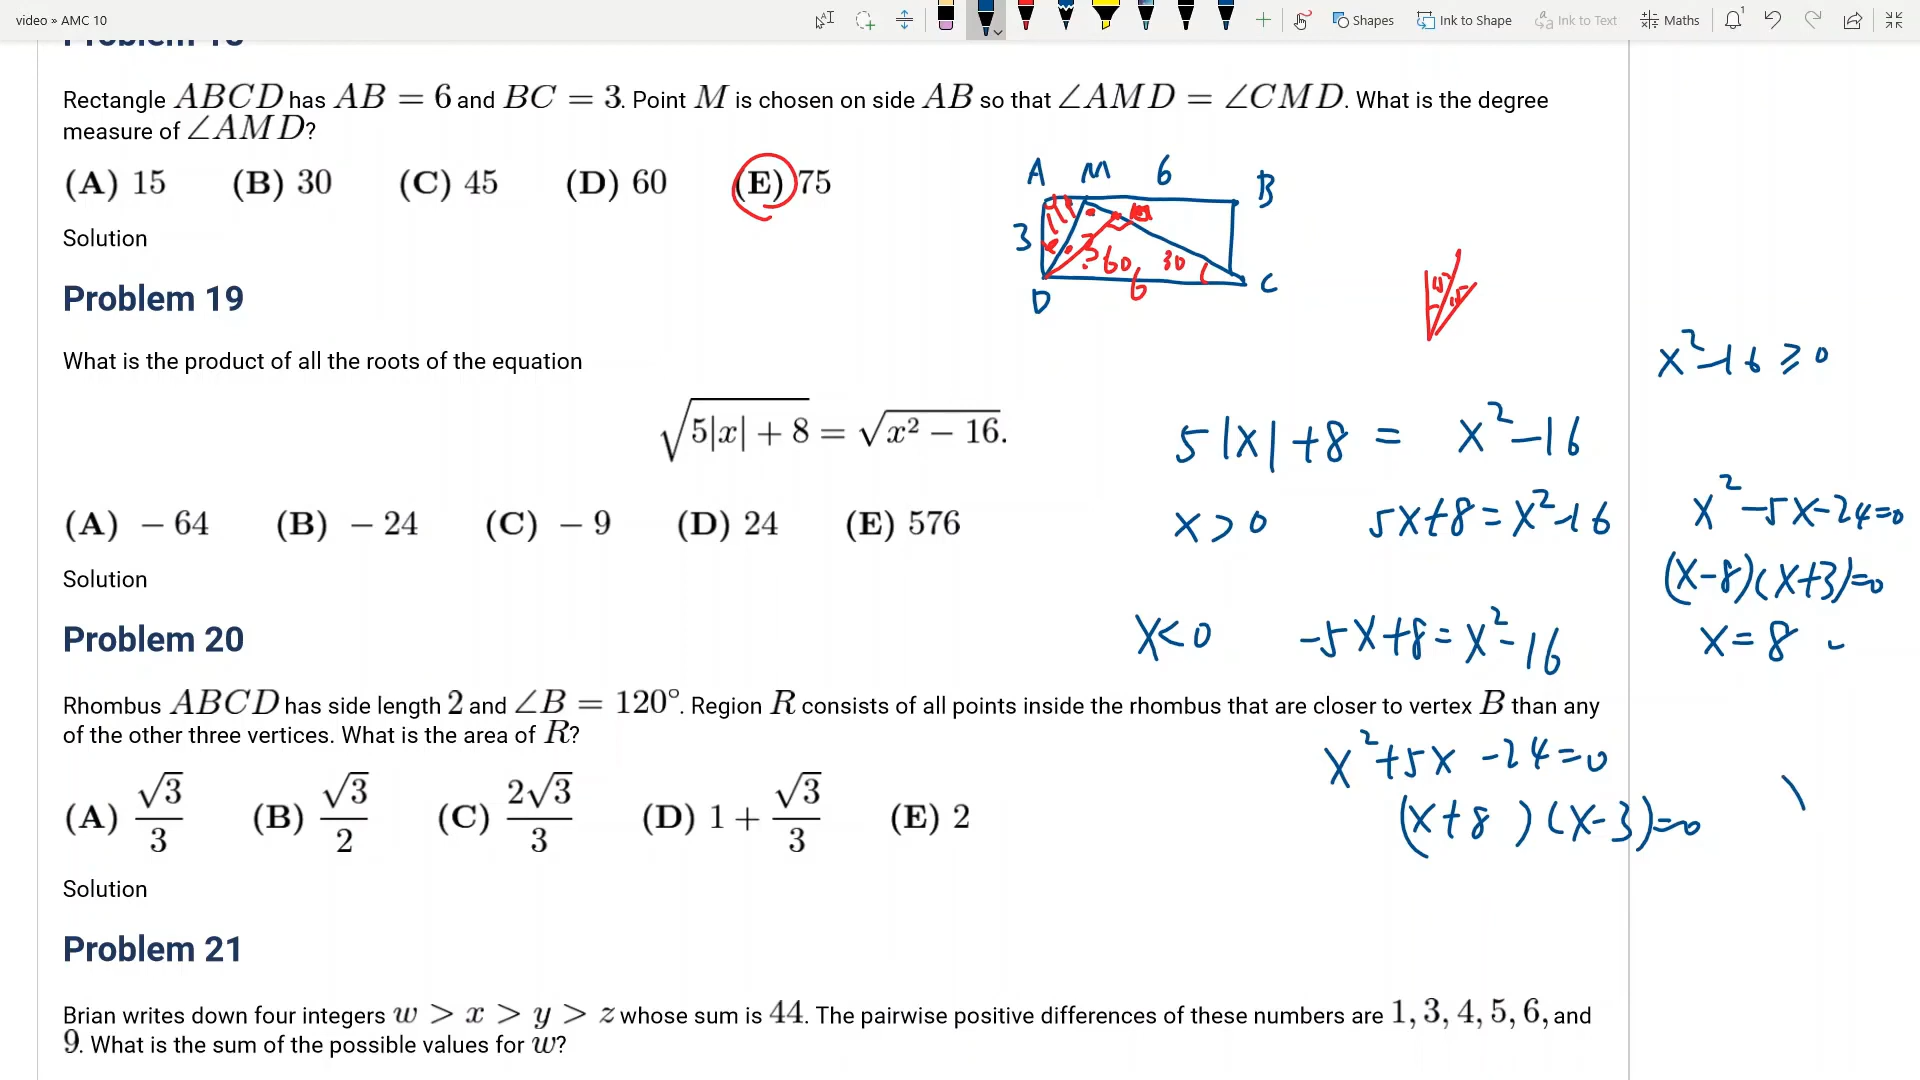 video » AMC 10
Shapes
Ink to Shape
Ink to Text
Maths
Problem 18
Rectangle ABCD has AB = 6 and BC = 3. Point M is chosen on side AB so that ∠AMD = ∠CMD. What is the degree
measure of ∠AMD?
(A) 15 (B) 30 (C) 45 (D) 60 (E) 75
A M 6 B
3
? 60 30
D 6 C
Solution
Problem 19
What is the product of all the roots of the equation
√(5|x| + 8) = √(x² − 16).
x²-16 ≥ 0
5|x|+8 = x²-16
(A) − 64 (B) − 24 (C) − 9 (D) 24 (E) 576
x > 0 5x+8 = x²-16 x²-5x-24=0
(x-8)(x+3)=0
Solution
x<0 -5x+8 = x²-16 x = 8
Problem 20
Rhombus ABCD has side length 2 and ∠B = 120°. Region R consists of all points inside the rhombus that are closer to vertex B than any
of the other three vertices. What is the area of R?
x²+5x-24=0
(x+8)(x-3)=0
(A) √3/3 (B) √3/2 (C) 2√3/3 (D) 1 + √3/3 (E) 2
Solution
Problem 21
Brian writes down four integers w > x > y > z whose sum is 44. The pairwise positive differences of these numbers are 1, 3, 4, 5, 6, and
9. What is the sum of the possible values for w?